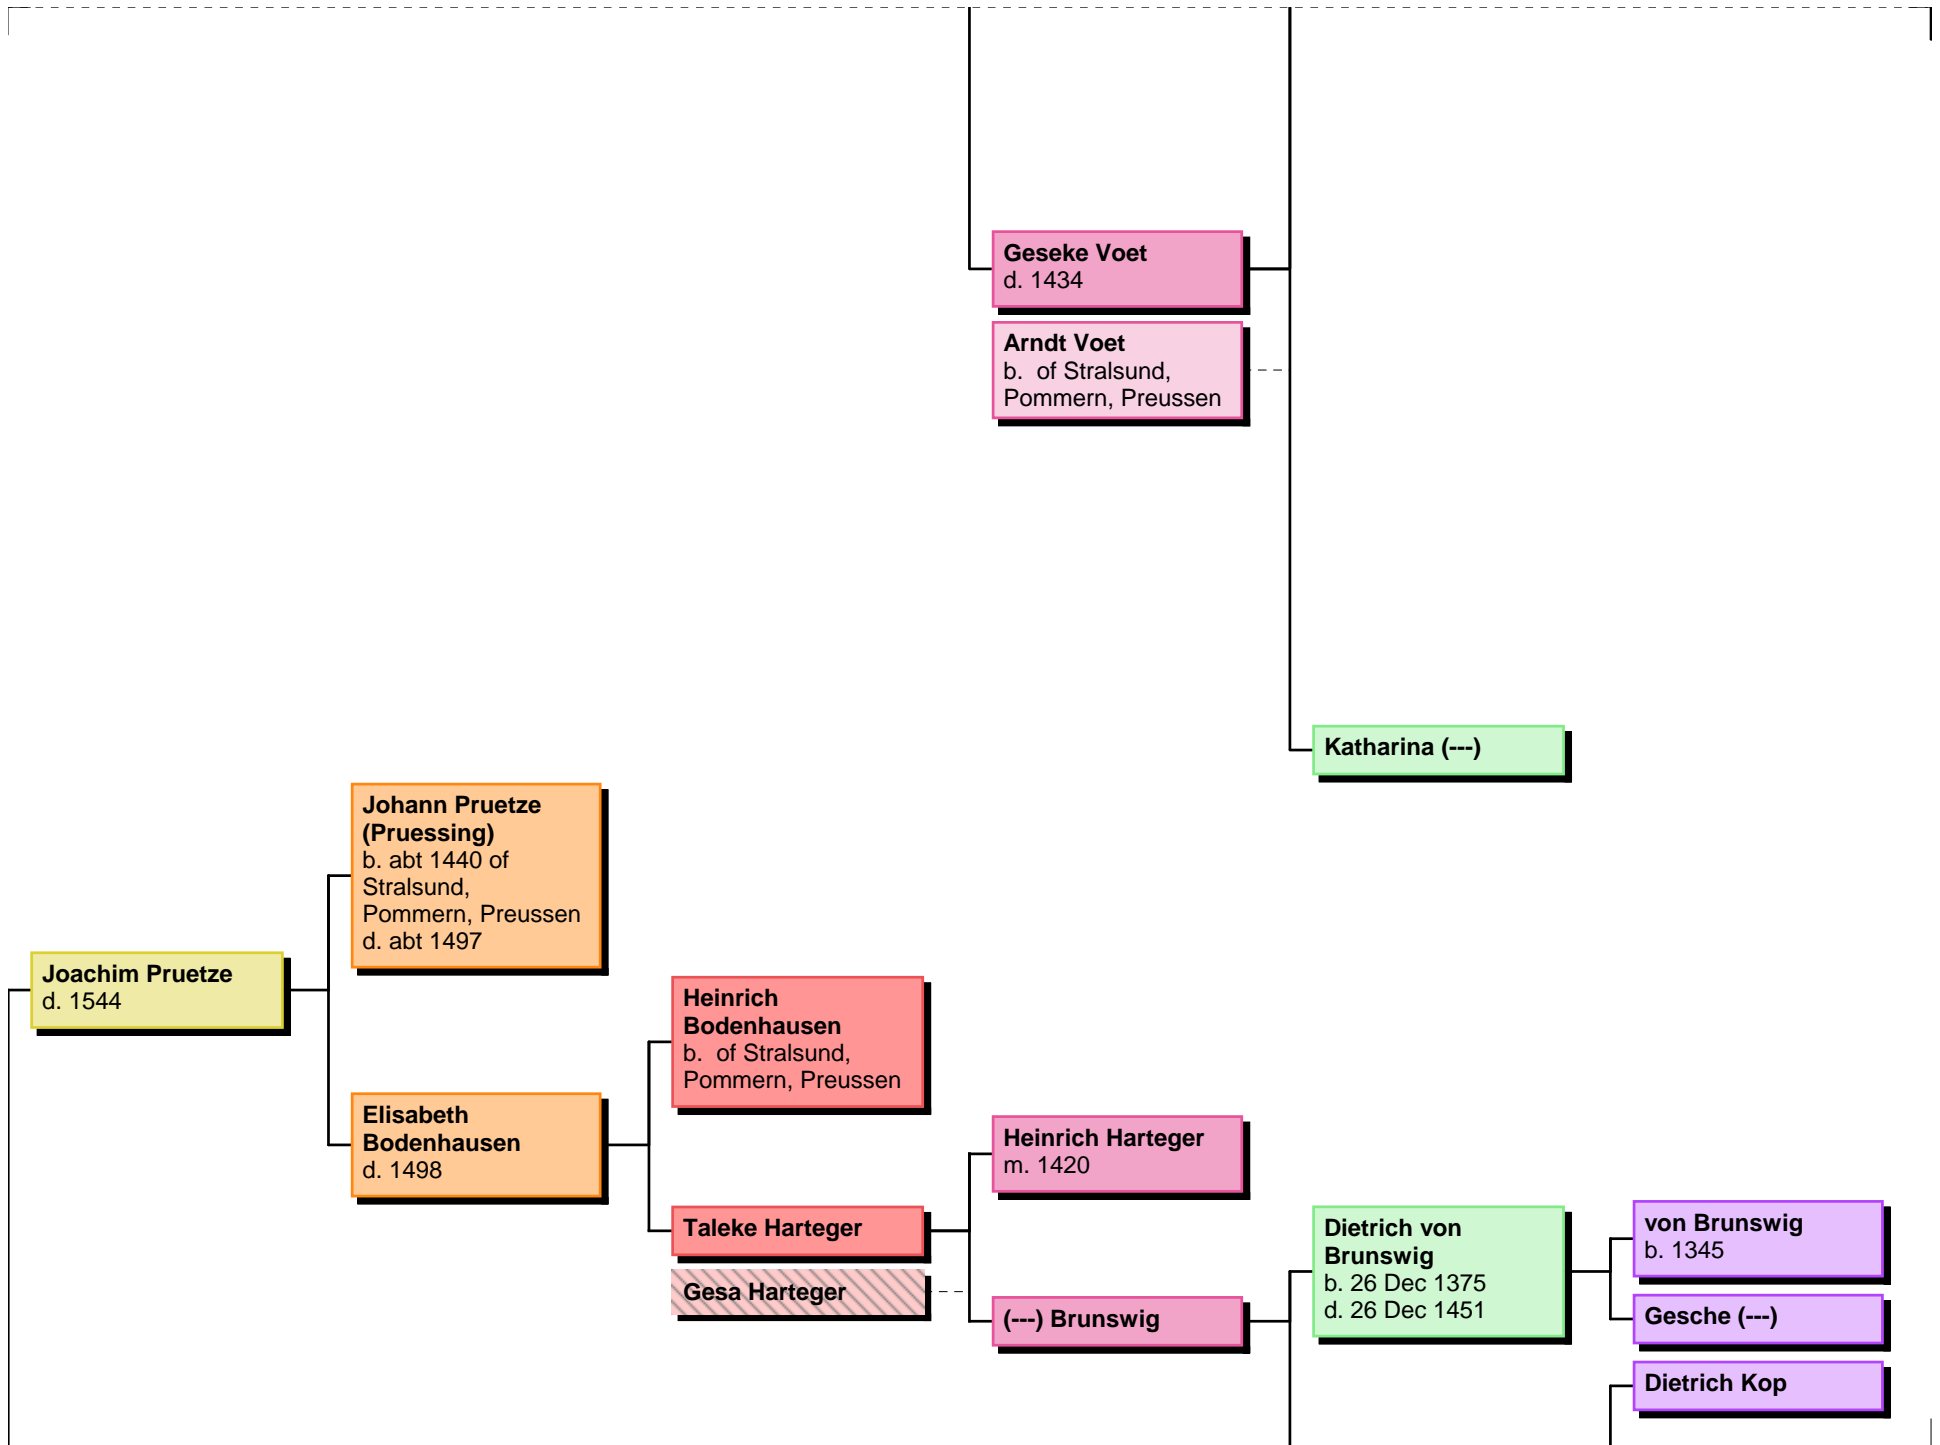 Geseke Voet
d. 1434
Arndt Voet
b.  of Stralsund,
Pommern, Preussen
Katharina (---)
Johann Pruetze
(Pruessing)
b. abt 1440 of
Stralsund,
Pommern, Preussen
d. abt 1497
Joachim Pruetze
d. 1544
Heinrich
Bodenhausen
b.  of Stralsund,
Pommern, Preussen
Elisabeth
Bodenhausen
d. 1498
Heinrich Harteger
m. 1420
Taleke Harteger
Gesa Harteger
(---) Brunswig
Dietrich von
Brunswig
b. 26 Dec 1375
d. 26 Dec 1451
von Brunswig
b. 1345
Gesche (---)
Dietrich Kop